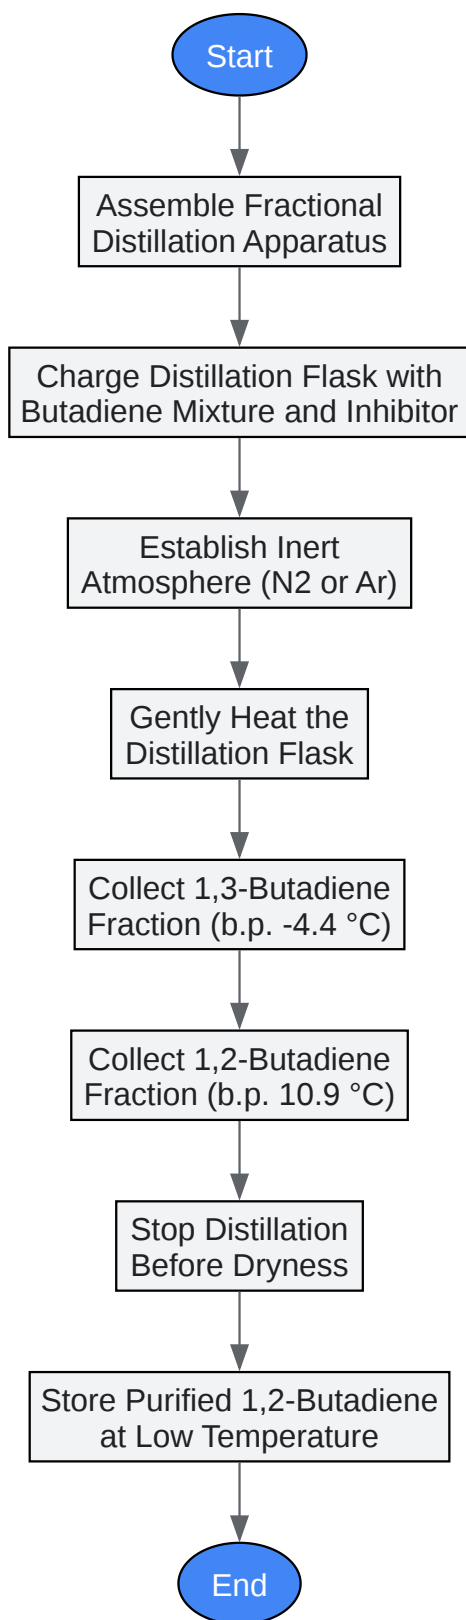 Start
Assemble Fractional
Distillation Apparatus
Charge Distillation Flask with
Butadiene Mixture and Inhibitor
Establish Inert
Atmosphere (N2 or Ar)
Gently Heat the
Distillation Flask
Collect 1,3-Butadiene
Fraction (b.p. -4.4 °C)
Collect 1,2-Butadiene
Fraction (b.p. 10.9 °C)
Stop Distillation
Before Dryness
Store Purified 1,2-Butadiene
at Low Temperature
End